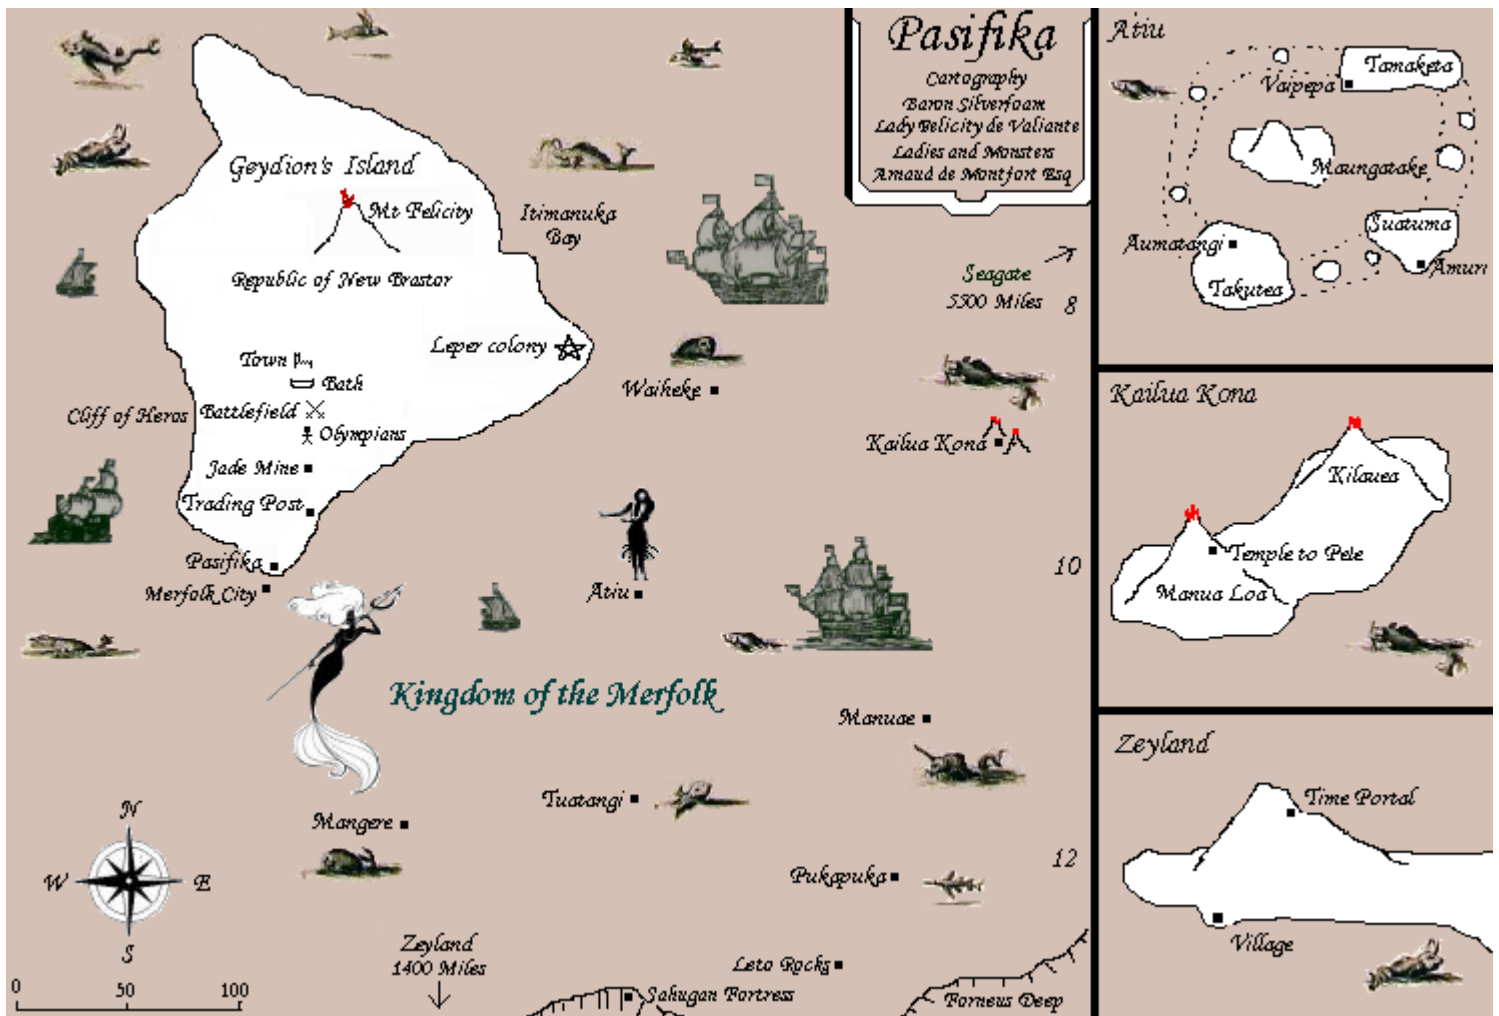 Pasifika
Cartography
Baron Silverfoam
Lady Felicity de Valiante
Ladies and Monsters
Arnaud de Montfort Esq
Geydion's Island
Mt Felicity
Republic of New Brastor
Itimanuka
Bay
Leper colony
Town
Bath
Cliff of Heros
Battlefield
Olympians
Jade Mine
Trading Post
Pasifika
Merfolk City
Waiheke
Seagate
5500 Miles
8
Kailua Kona
10
Atiu
Kingdom of the Merfolk
Manuae
Tuatangi
Mangere
12
Pukapuka
N
W
E
S
0
50
100
Zeyland
1400 Miles
Leto Rocks
Sahugan Fortress
Forneus Deep
Atiu
Tamaketa
Vaipepa
Maungatake
Suatuma
Aumatangi
Amuri
Takutea
Kailua Kona
Kilauea
Temple to Pele
Manua Loa
Zeyland
Time Portal
Village